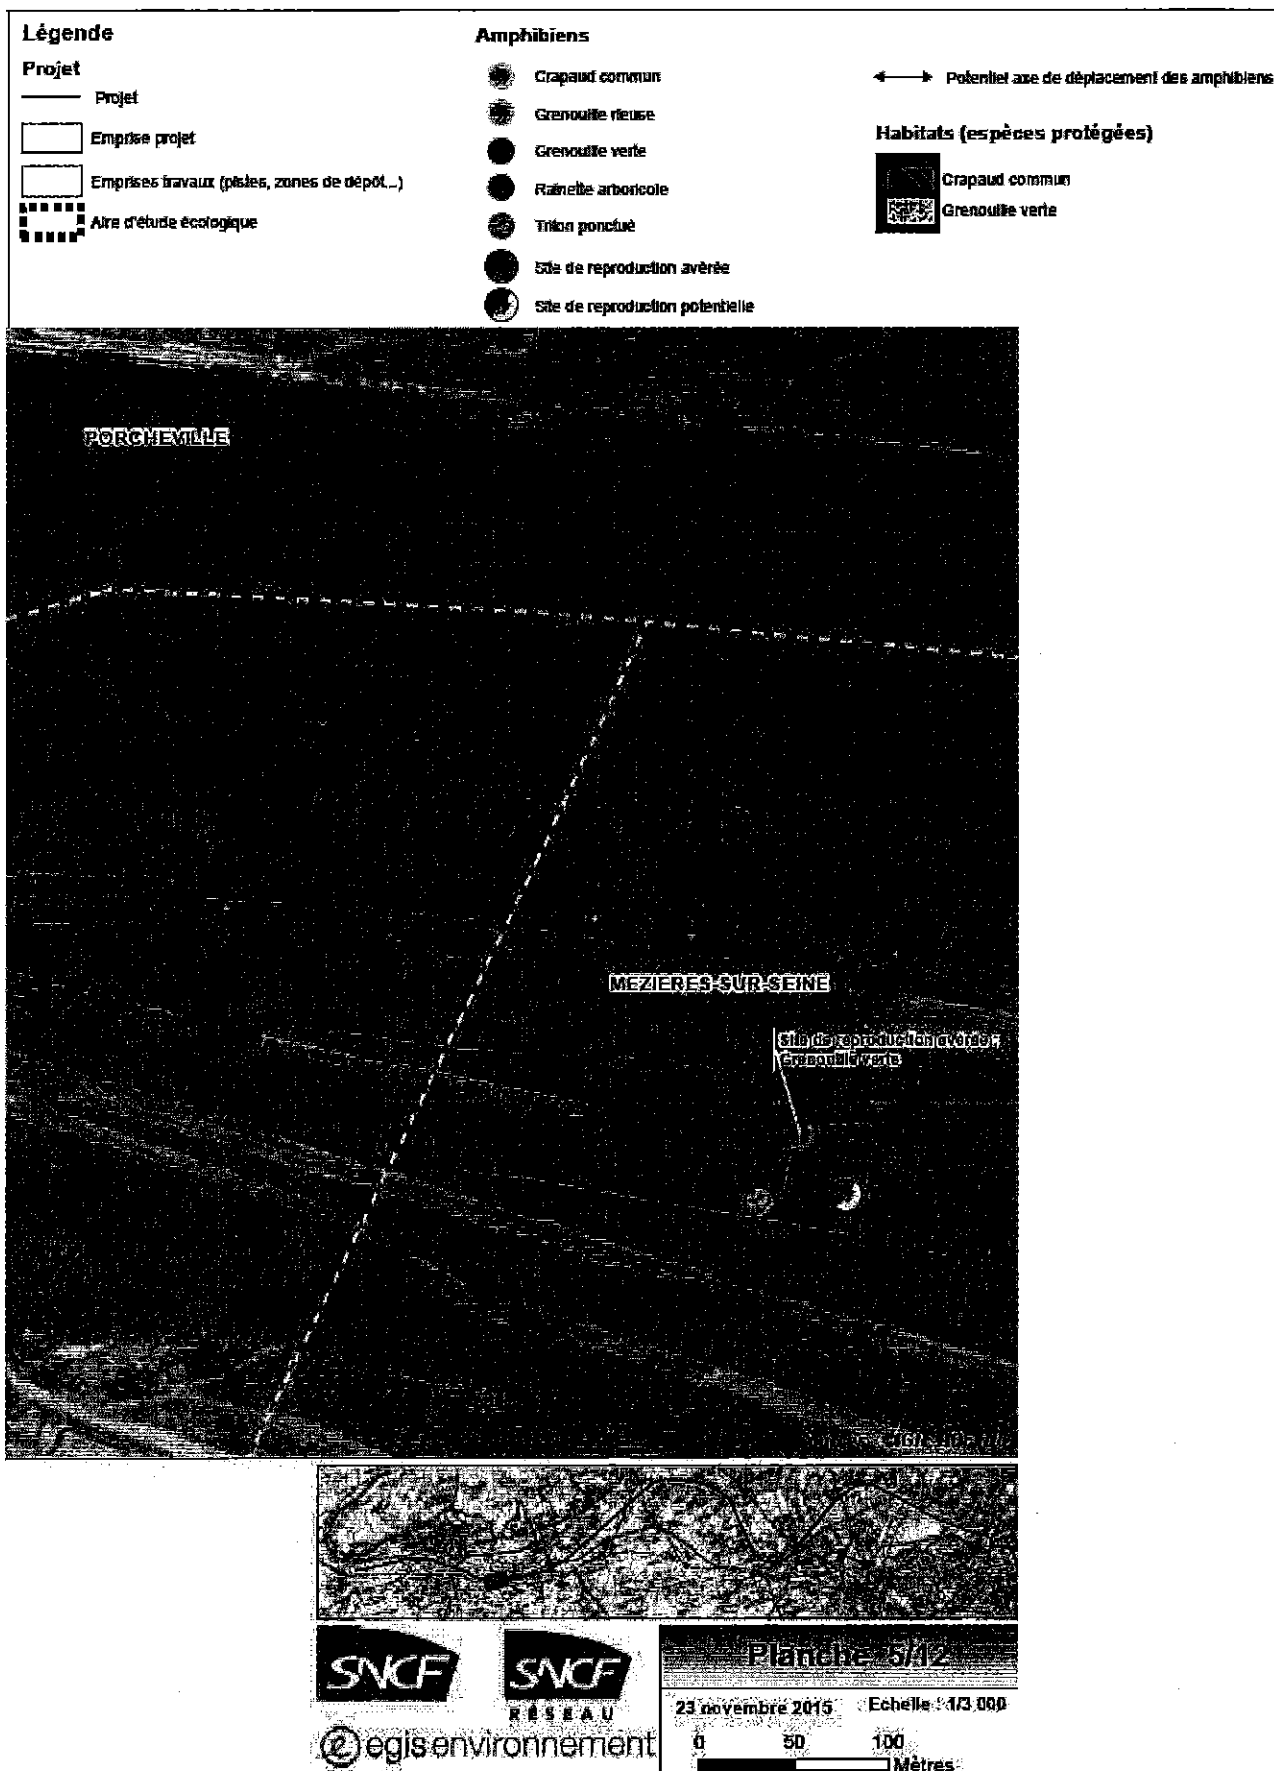 Légende
Projet
Projet
Emprise projet
Emprises travaux (pistes, zones de dépôt...)
Aire d'étude écologique
Amphibiens
Crapaud commun
Grenouille rieuse
Grenouille verte
Rainette arboricole
Triton ponctué
Site de reproduction avérée
Site de reproduction potentielle
Potentiel axe de déplacement des amphibiens
Habitats (espèces protégées)
Crapaud commun
Grenouille verte
PORCHEVILLE
MEZIERES-SUR-SEINE
Site de reproduction avérée :
Grenouille verte
SNCF
SNCF
RÉSEAU
egis environnement
Planche 5/12
23 novembre 2015
Echelle : 1/3 000
0 50 100
Mètres